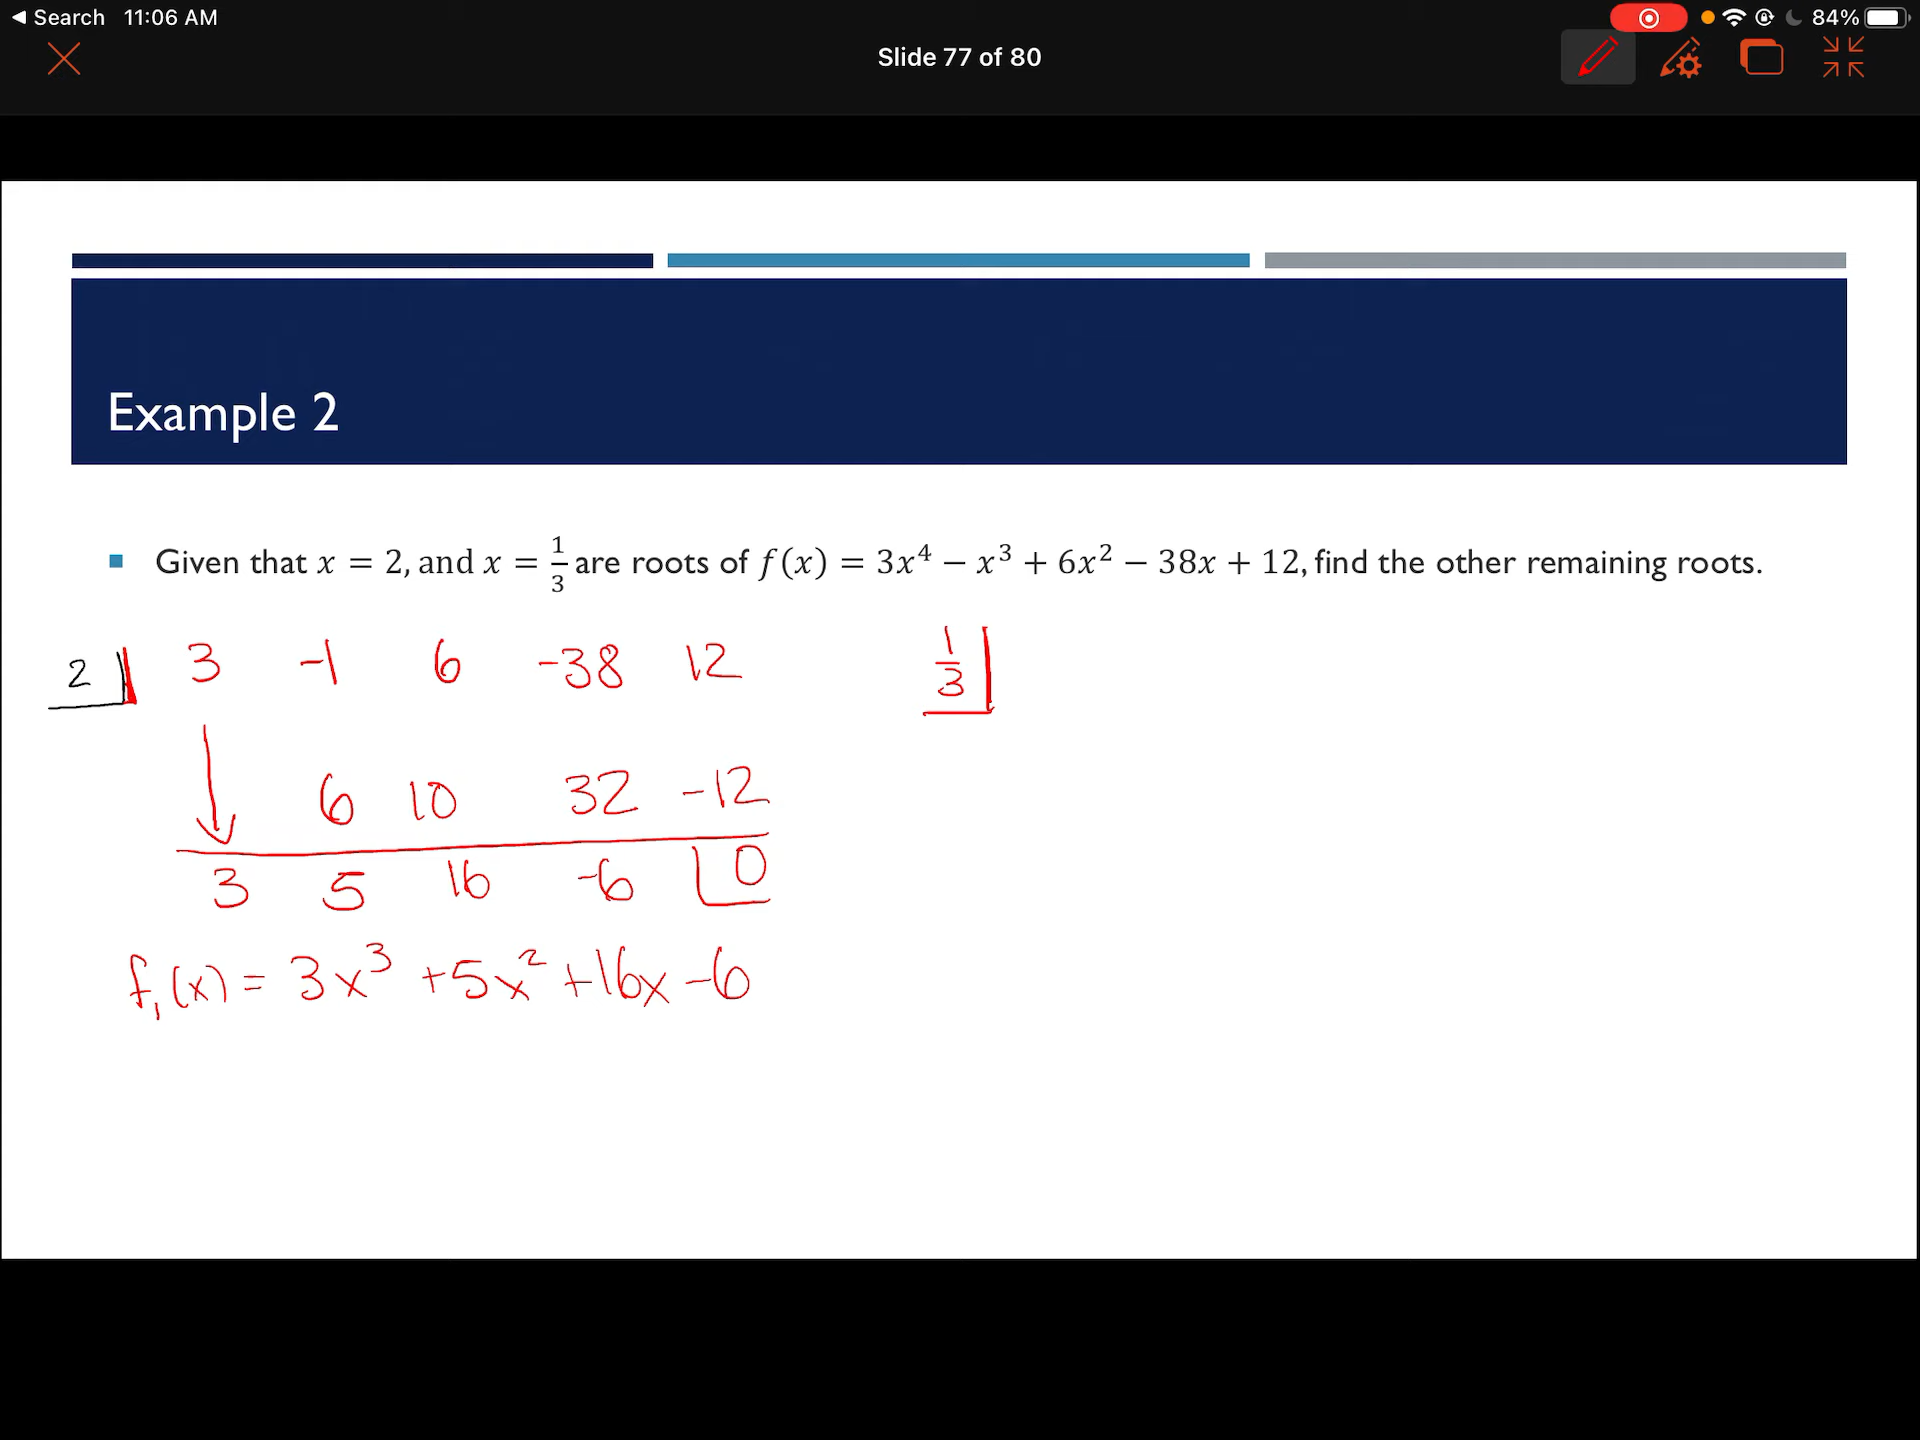 Search 11:06 AM
84%
Slide 77 of 80
Example 2
Given that x = 2, and x = 1/3 are roots of f(x) = 3x⁴ − x³ + 6x² − 38x + 12, find the other remaining roots.
2 3 -1 6 -38 12
1/3
6 10 32 -12
3 5 16 -6 0
f₁(x) = 3x³ +5x² +16x -6